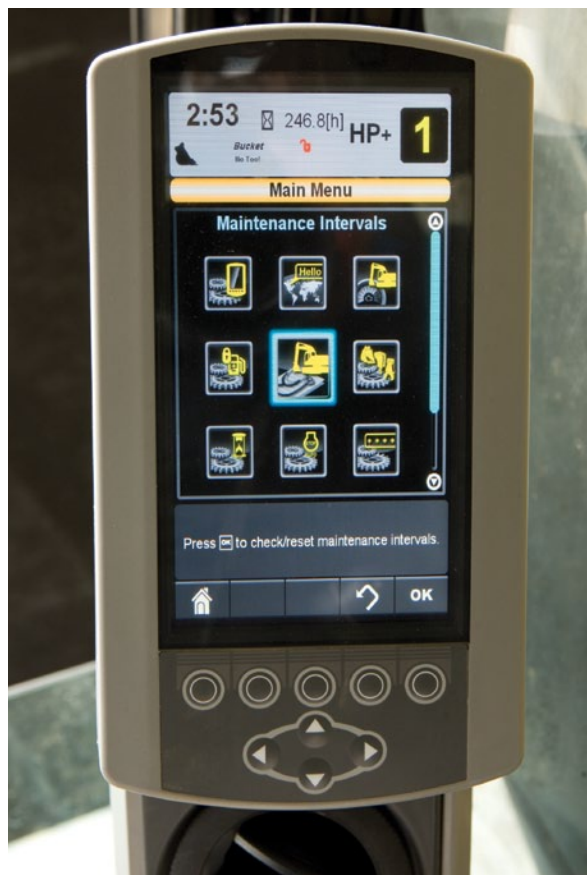 2:53 246.8[h] HP+ 1
Bucket
No Tool
Main Menu
Maintenance Intervals
Hello
Press OK to check/reset maintenance intervals.
OK